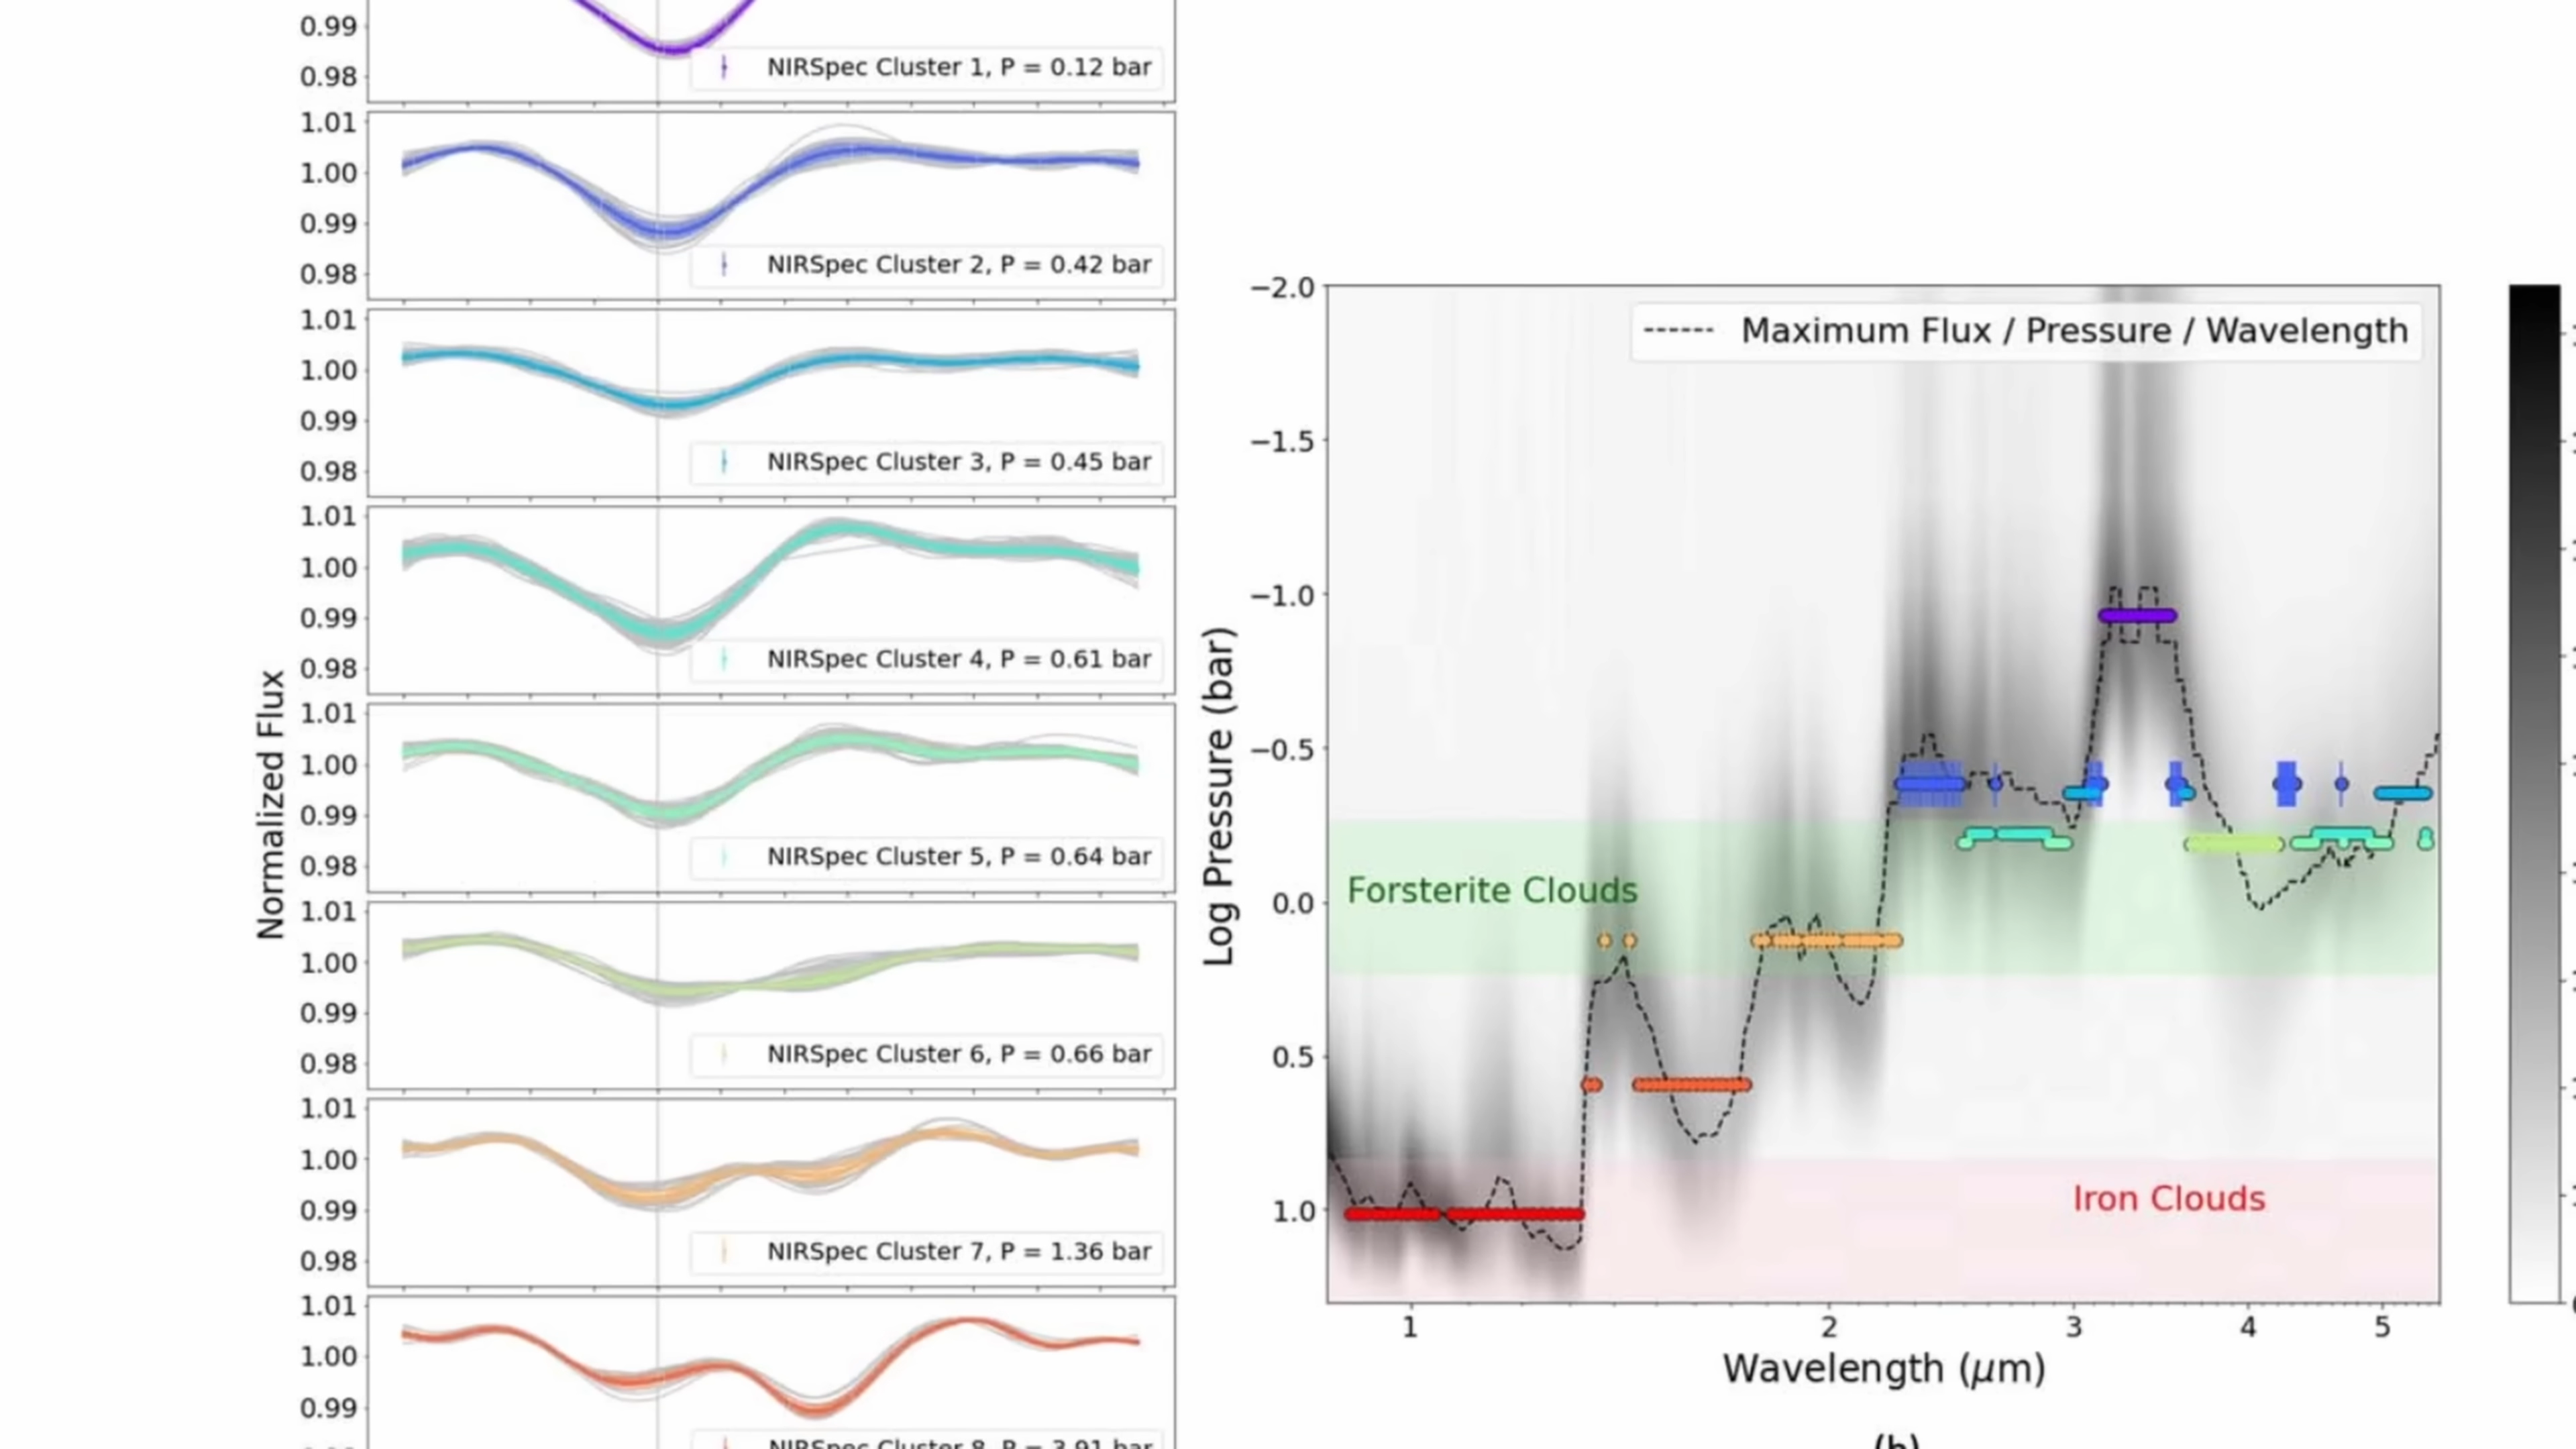 0.99
0.98
NIRSpec Cluster 1, P = 0.12 bar
1.01
1.00
0.99
0.98
NIRSpec Cluster 2, P = 0.42 bar
1.01
1.00
0.99
0.98
NIRSpec Cluster 3, P = 0.45 bar
1.01
1.00
0.99
0.98
NIRSpec Cluster 4, P = 0.61 bar
1.01
1.00
0.99
0.98
NIRSpec Cluster 5, P = 0.64 bar
1.01
1.00
0.99
0.98
NIRSpec Cluster 6, P = 0.66 bar
1.01
1.00
0.99
0.98
NIRSpec Cluster 7, P = 1.36 bar
1.01
1.00
0.99
NIRSpec Cluster 8, P = 3.91 bar
Normalized Flux
Log Pressure (bar)
−2.0
−1.5
−1.0
−0.5
0.0
0.5
1.0
Maximum Flux / Pressure / Wavelength
Forsterite Clouds
Iron Clouds
1 2 3 4 5
Wavelength (μm)
(b)